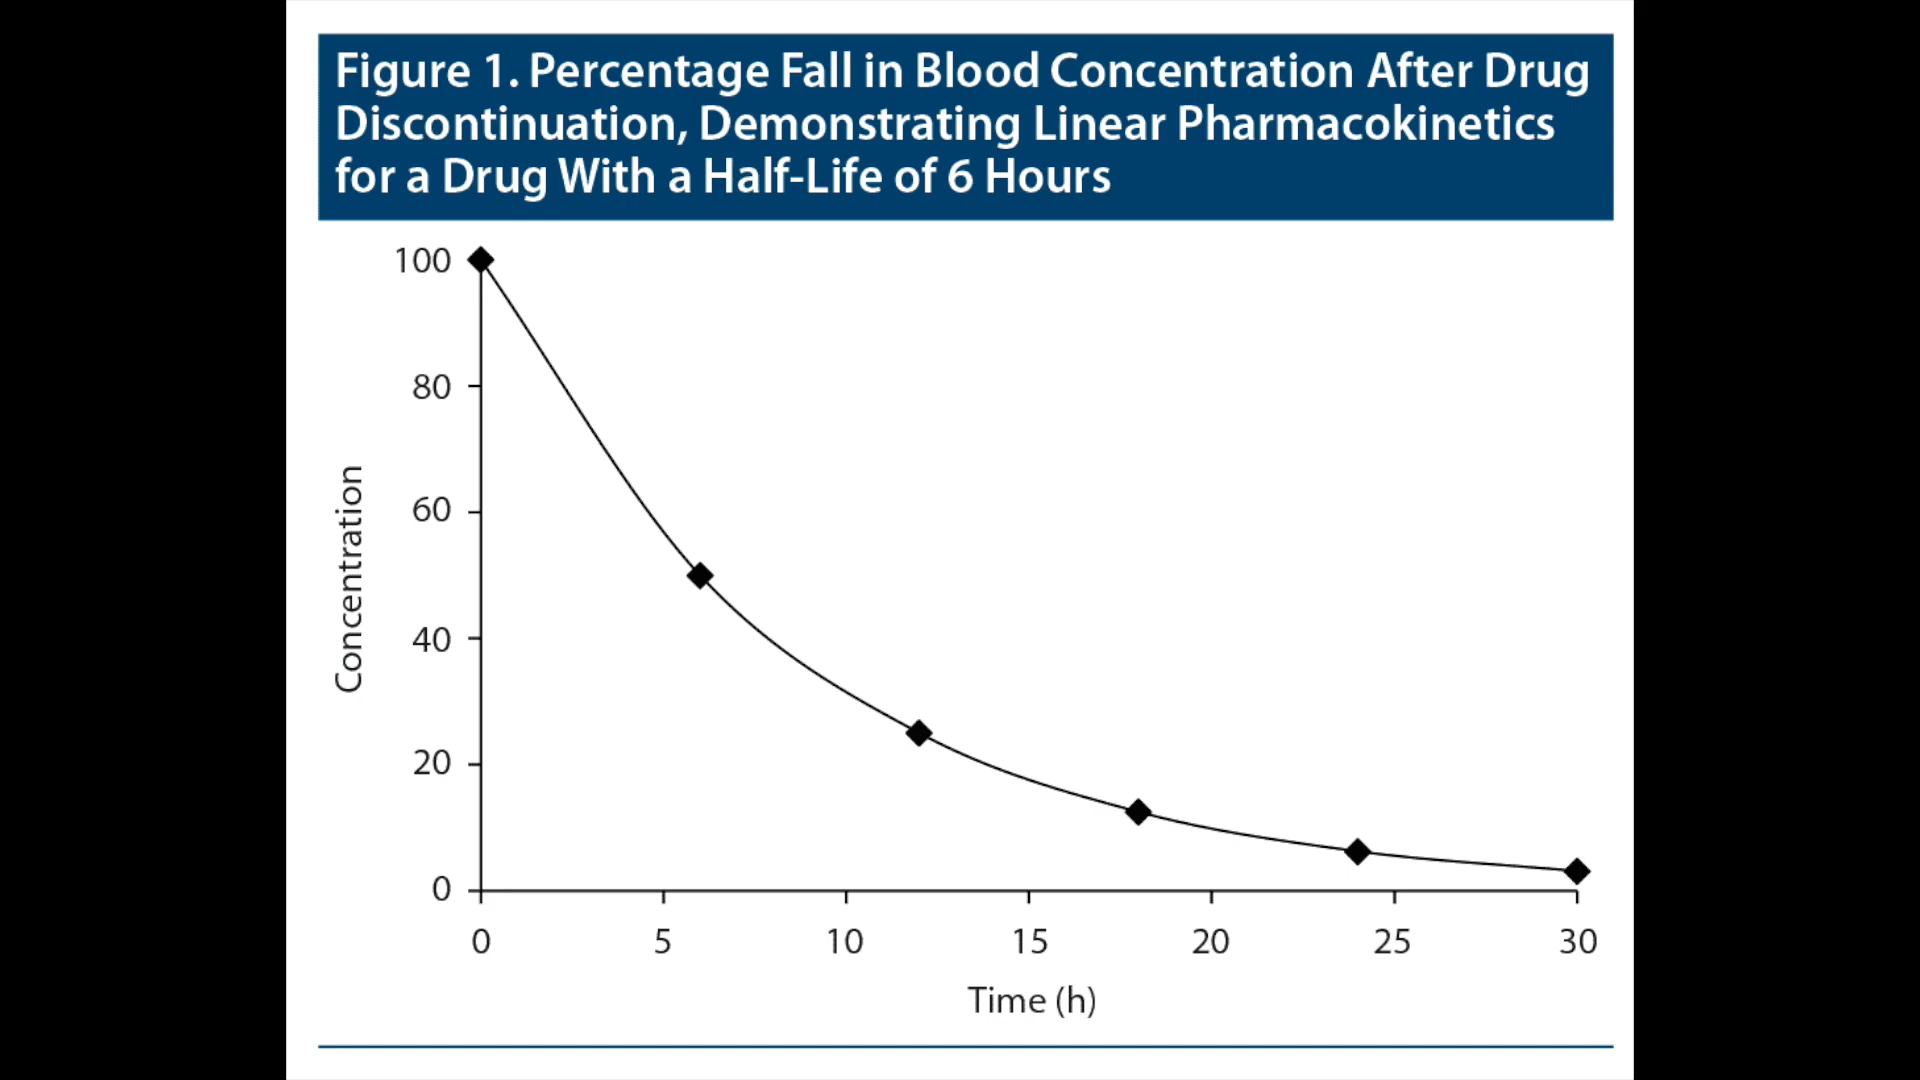 Figure 1. Percentage Fall in Blood Concentration After Drug
Discontinuation, Demonstrating Linear Pharmacokinetics
for a Drug With a Half-Life of 6 Hours
100
80
60
40
20
0
Concentration
0 5 10 15 20 25 30
Time (h)